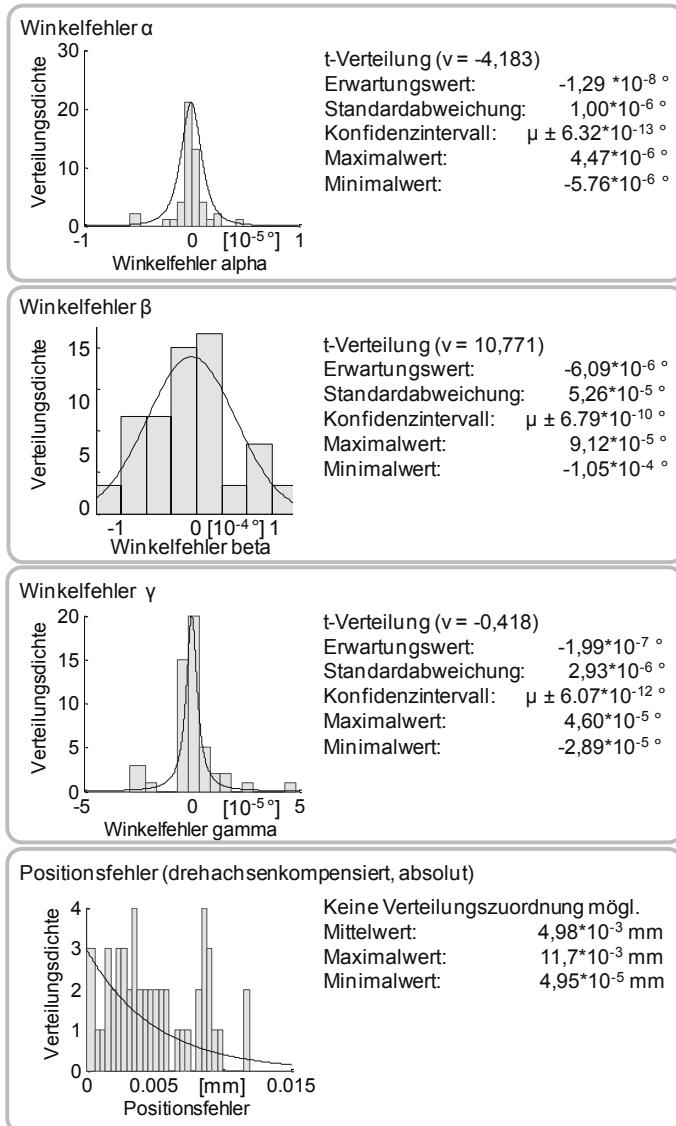 Winkelfehler α
Verteilungsdichte
30
20
10
0
-1 0 [10⁻⁵ °] 1
Winkelfehler alpha
t-Verteilung (v = -4,183)
Erwartungswert: -1,29 *10⁻⁸ °
Standardabweichung: 1,00*10⁻⁶ °
Konfidenzintervall: µ ± 6.32*10⁻¹³ °
Maximalwert: 4,47*10⁻⁶ °
Minimalwert: -5.76*10⁻⁶ °
Winkelfehler β
Verteilungsdichte
15
10
5
0
-1 0 [10⁻⁴ °] 1
Winkelfehler beta
t-Verteilung (v = 10,771)
Erwartungswert: -6,09*10⁻⁶ °
Standardabweichung: 5,26*10⁻⁵ °
Konfidenzintervall: µ ± 6.79*10⁻¹⁰ °
Maximalwert: 9,12*10⁻⁵ °
Minimalwert: -1,05*10⁻⁴ °
Winkelfehler γ
Verteilungsdichte
20
15
10
5
0
-5 0 [10⁻⁵ °] 5
Winkelfehler gamma
t-Verteilung (v = -0,418)
Erwartungswert: -1,99*10⁻⁷ °
Standardabweichung: 2,93*10⁻⁶ °
Konfidenzintervall: µ ± 6.07*10⁻¹² °
Maximalwert: 4,60*10⁻⁵ °
Minimalwert: -2,89*10⁻⁵ °
Positionsfehler (drehachsenkompensiert, absolut)
Verteilungsdichte
4
3
2
1
0
0 0.005 [mm] 0.015
Positionsfehler
Keine Verteilungszuordnung mögl.
Mittelwert: 4,98*10⁻³ mm
Maximalwert: 11,7*10⁻³ mm
Minimalwert: 4,95*10⁻⁵ mm